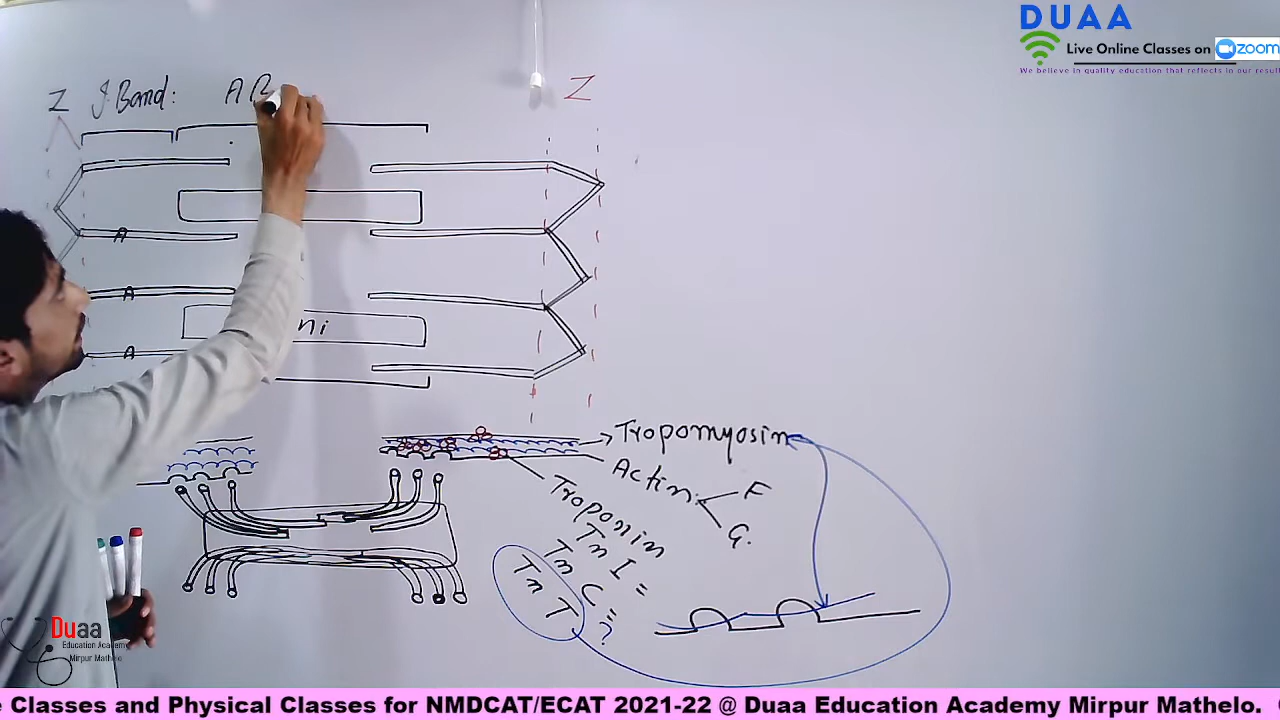 DUAA
Live Online Classes on zoom
We believe in quality education that reflects in our resul
Z I-Band: A B
Z
A
A
ni
A
Tropomyosin
Actin F
G.
Troponin
Tn I =
Tn C =
Tn T ?
Duaa
Education Academy
Mirpur Mathelo
e Classes and Physical Classes for NMDCAT/ECAT 2021-22 @ Duaa Education Academy Mirpur Mathelo.